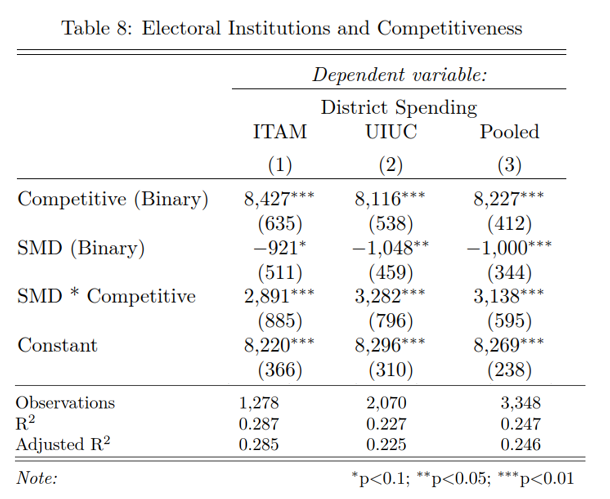 Table 8: Electoral Institutions and Competitiveness
Dependent variable:
District Spending
ITAM UIUC Pooled
(1) (2) (3)
Competitive (Binary) 8,427*** 8,116*** 8,227***
(635) (538) (412)
SMD (Binary) −921* −1,048** −1,000***
(511) (459) (344)
SMD * Competitive 2,891*** 3,282*** 3,138***
(885) (796) (595)
Constant 8,220*** 8,296*** 8,269***
(366) (310) (238)
Observations 1,278 2,070 3,348
R² 0.287 0.227 0.247
Adjusted R² 0.285 0.225 0.246
Note: *p<0.1; **p<0.05; ***p<0.01